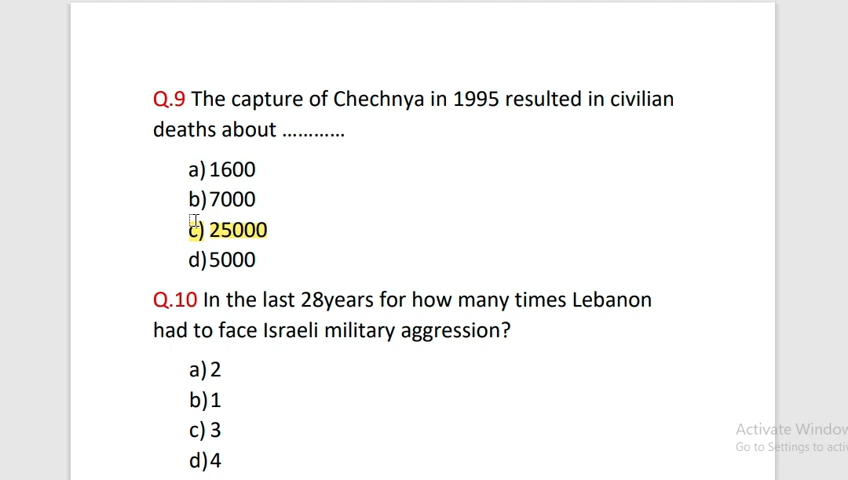 Q.9 The capture of Chechnya in 1995 resulted in civilian
deaths about ............
a) 1600
b) 7000
c) 25000
d) 5000
Q.10 In the last 28years for how many times Lebanon
had to face Israeli military aggression?
a) 2
b) 1
c) 3
d) 4
Activate Window
Go to Settings to activ